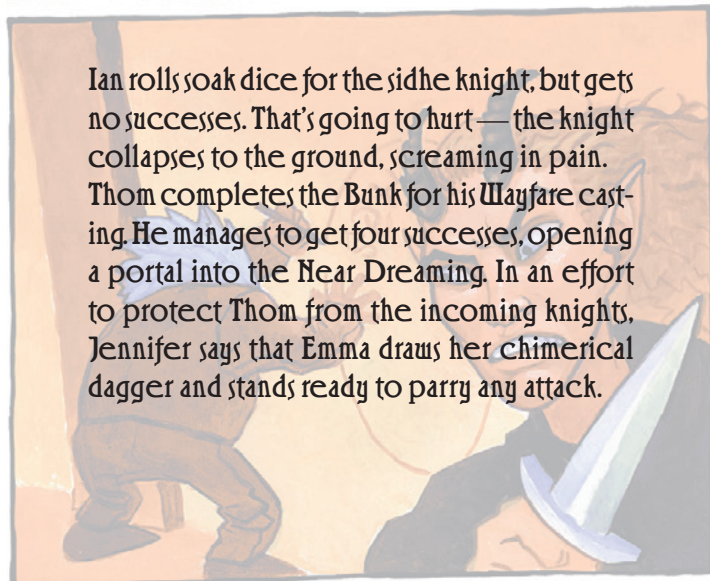 Ian rolls soak dice for the sidhe knight, but gets
no successes. That's going to hurt — the knight
collapses to the ground, screaming in pain.
Thom completes the Bunk for his Wayfare cast-
ing. He manages to get four successes, opening
a portal into the Near Dreaming. In an effort
to protect Thom from the incoming knights,
Jennifer says that Emma draws her chimerical
dagger and stands ready to parry any attack.